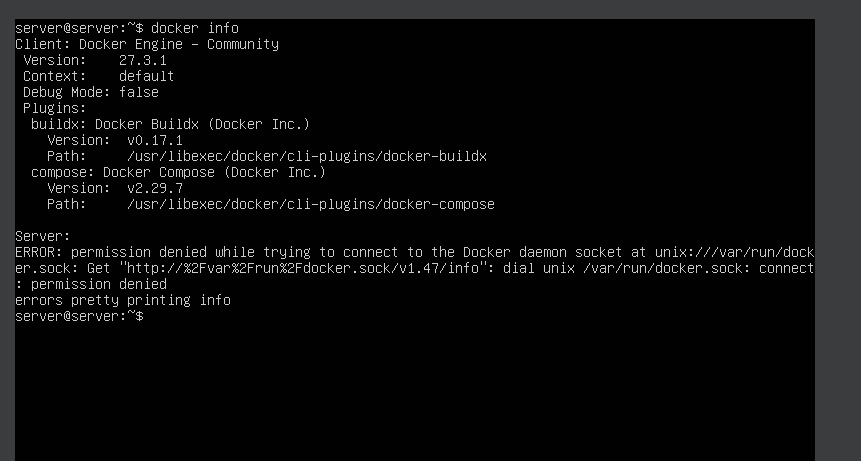 server@server:~$ docker info
Client: Docker Engine - Community
 Version:    27.3.1
 Context:    default
 Debug Mode: false
 Plugins:
  buildx: Docker Buildx (Docker Inc.)
    Version:  v0.17.1
    Path:     /usr/libexec/docker/cli-plugins/docker-buildx
  compose: Docker Compose (Docker Inc.)
    Version:  v2.29.7
    Path:     /usr/libexec/docker/cli-plugins/docker-compose

Server:
ERROR: permission denied while trying to connect to the Docker daemon socket at unix:///var/run/dock
er.sock: Get "http://%2Fvar%2Frun%2Fdocker.sock/v1.47/info": dial unix /var/run/docker.sock: connect
: permission denied
errors pretty printing info
server@server:~$